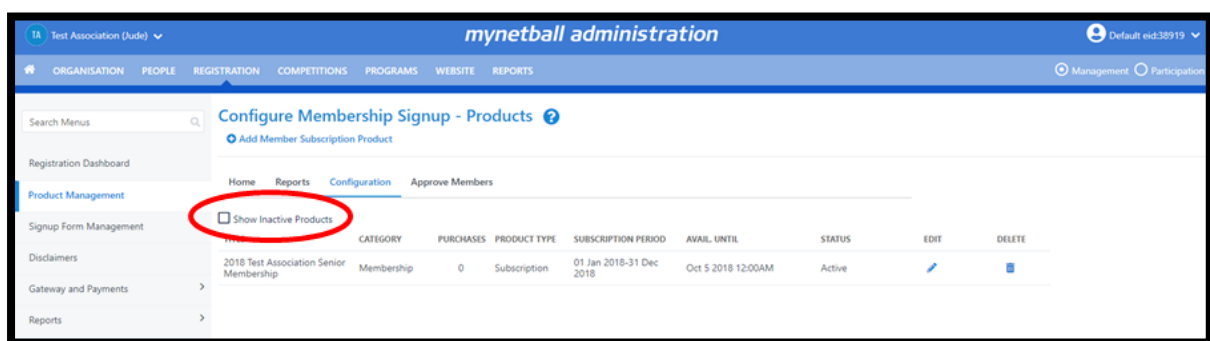 TA Test Association (Jude)
mynetball administration
Default eid:38919
ORGANISATION PEOPLE REGISTRATION COMPETITIONS PROGRAMS WEBSITE REPORTS
Management Participation
Search Menus
Configure Membership Signup - Products ?
Add Member Subscription Product
Registration Dashboard
Home Reports Configuration Approve Members
Product Management
Show Inactive Products
Signup Form Management
CATEGORY PURCHASES PRODUCT TYPE SUBSCRIPTION PERIOD AVAIL. UNTIL STATUS EDIT DELETE
Disclaimers
2018 Test Association Senior
Membership
Membership 0 Subscription
01 Jan 2018-31 Dec
2018
Oct 5 2018 12:00AM Active
Gateway and Payments
Reports